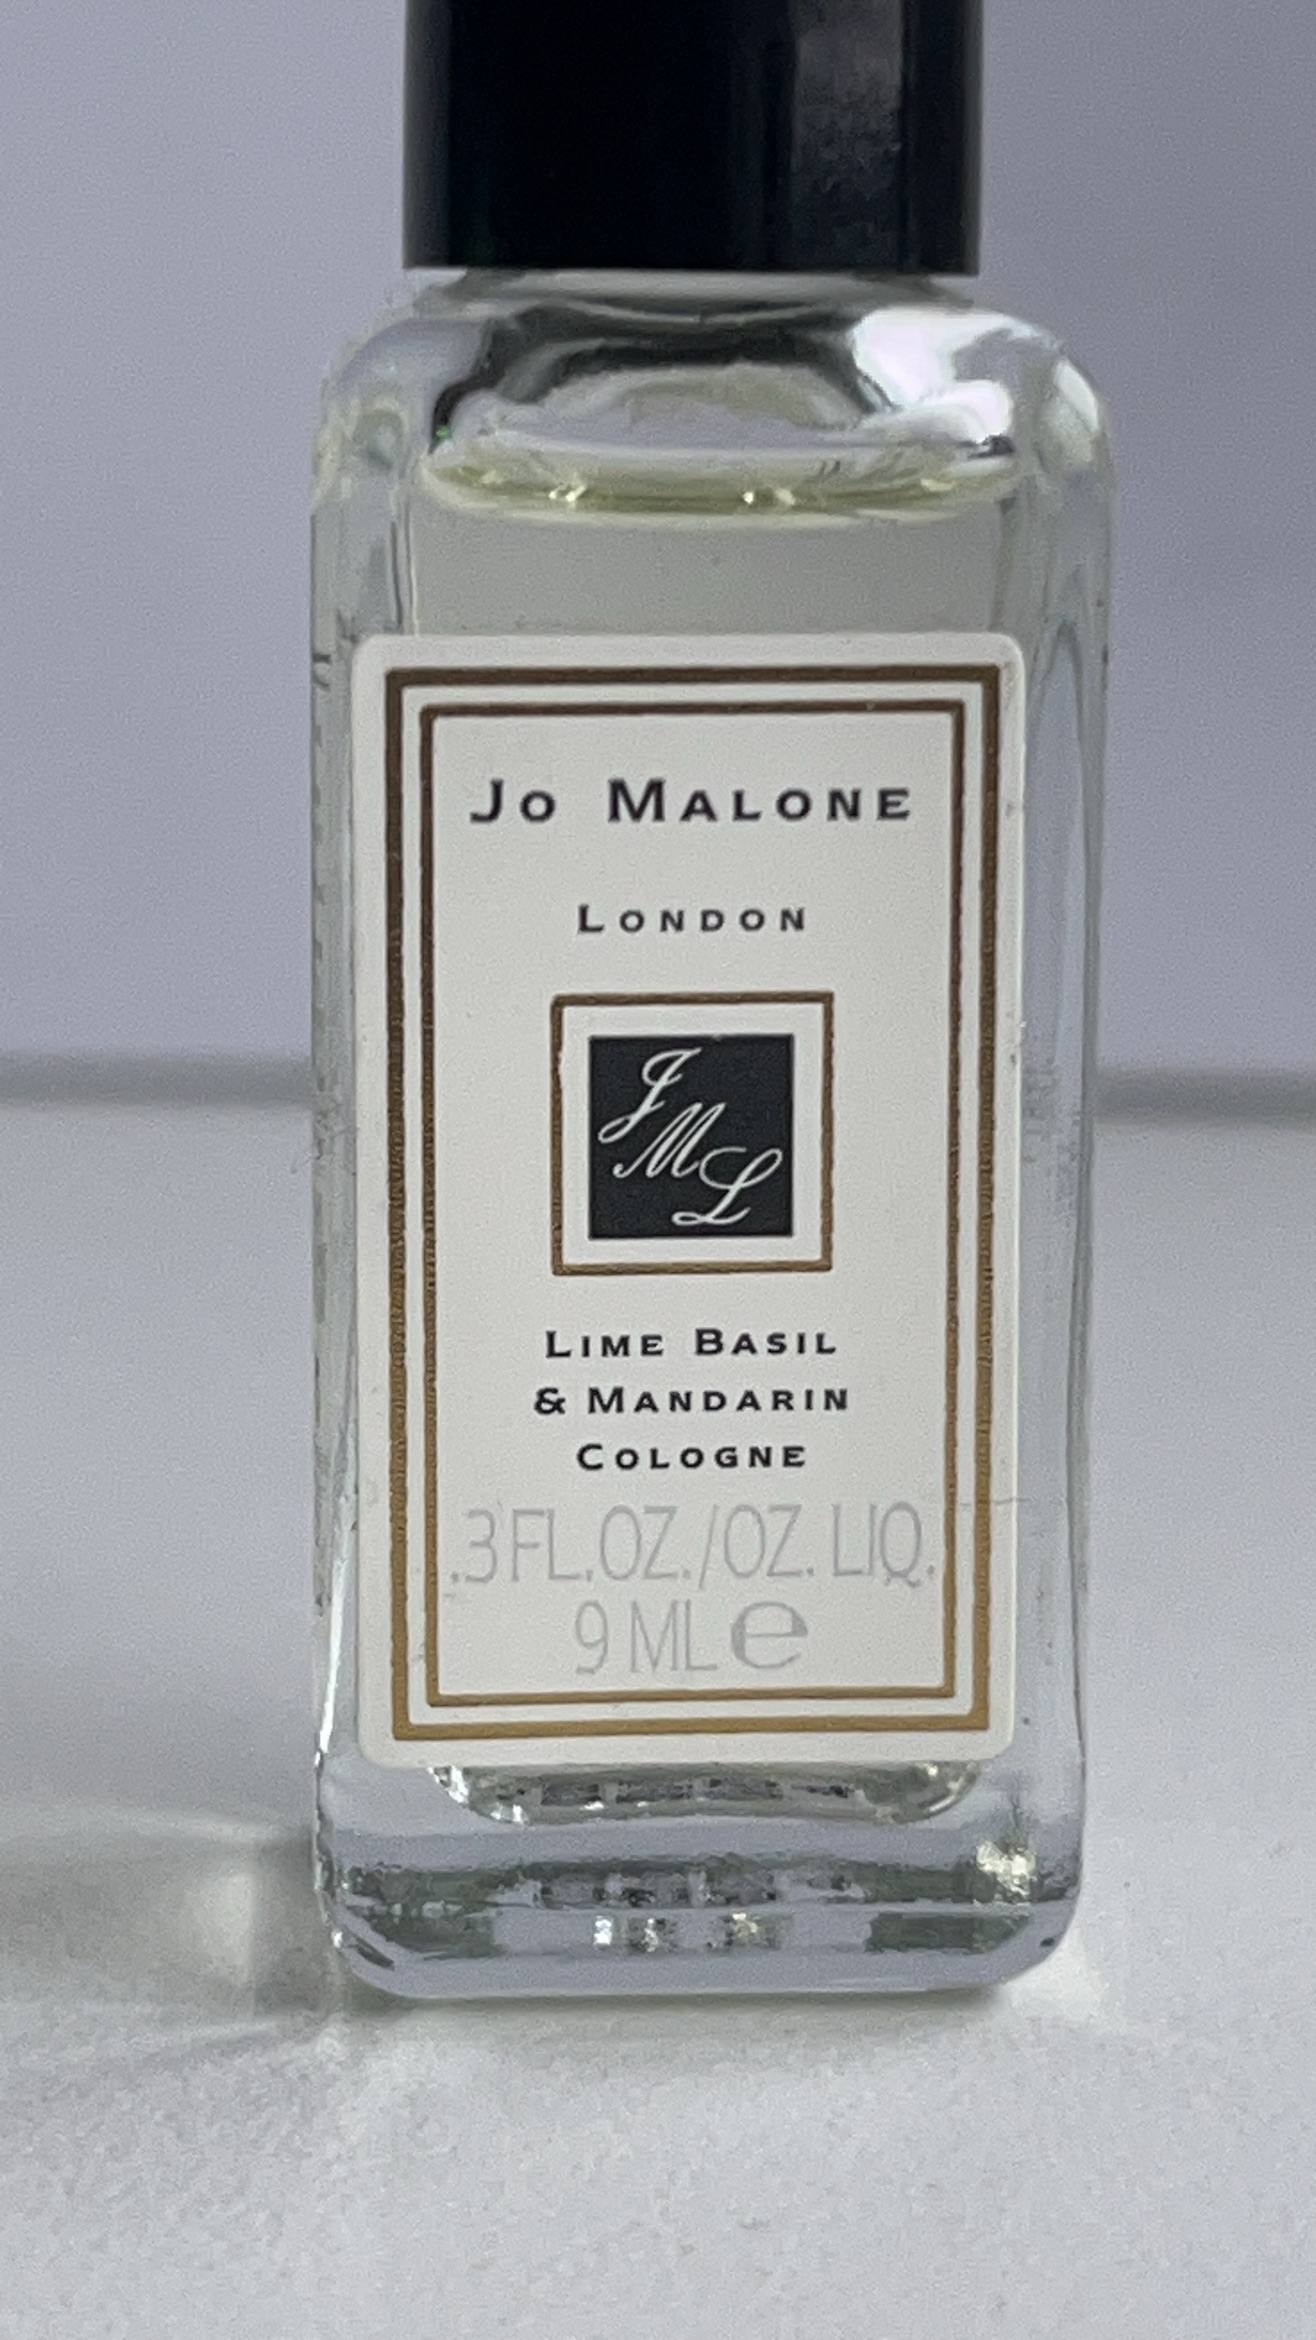 Jo Malone
London
JML
Lime Basil
& Mandarin
Cologne
.3 FL.OZ./OZ. LIQ.
9 ML e